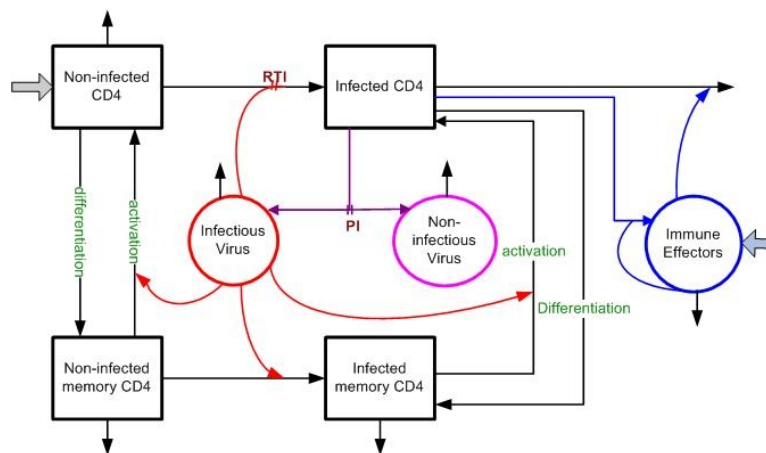 Non-infected
CD4
RTI
Infected CD4
differentiation
activation
Infectious
Virus
PI
Non-
infectious
Virus
activation
Immune
Effectors
Differentiation
Non-infected
memory CD4
Infected
memory CD4